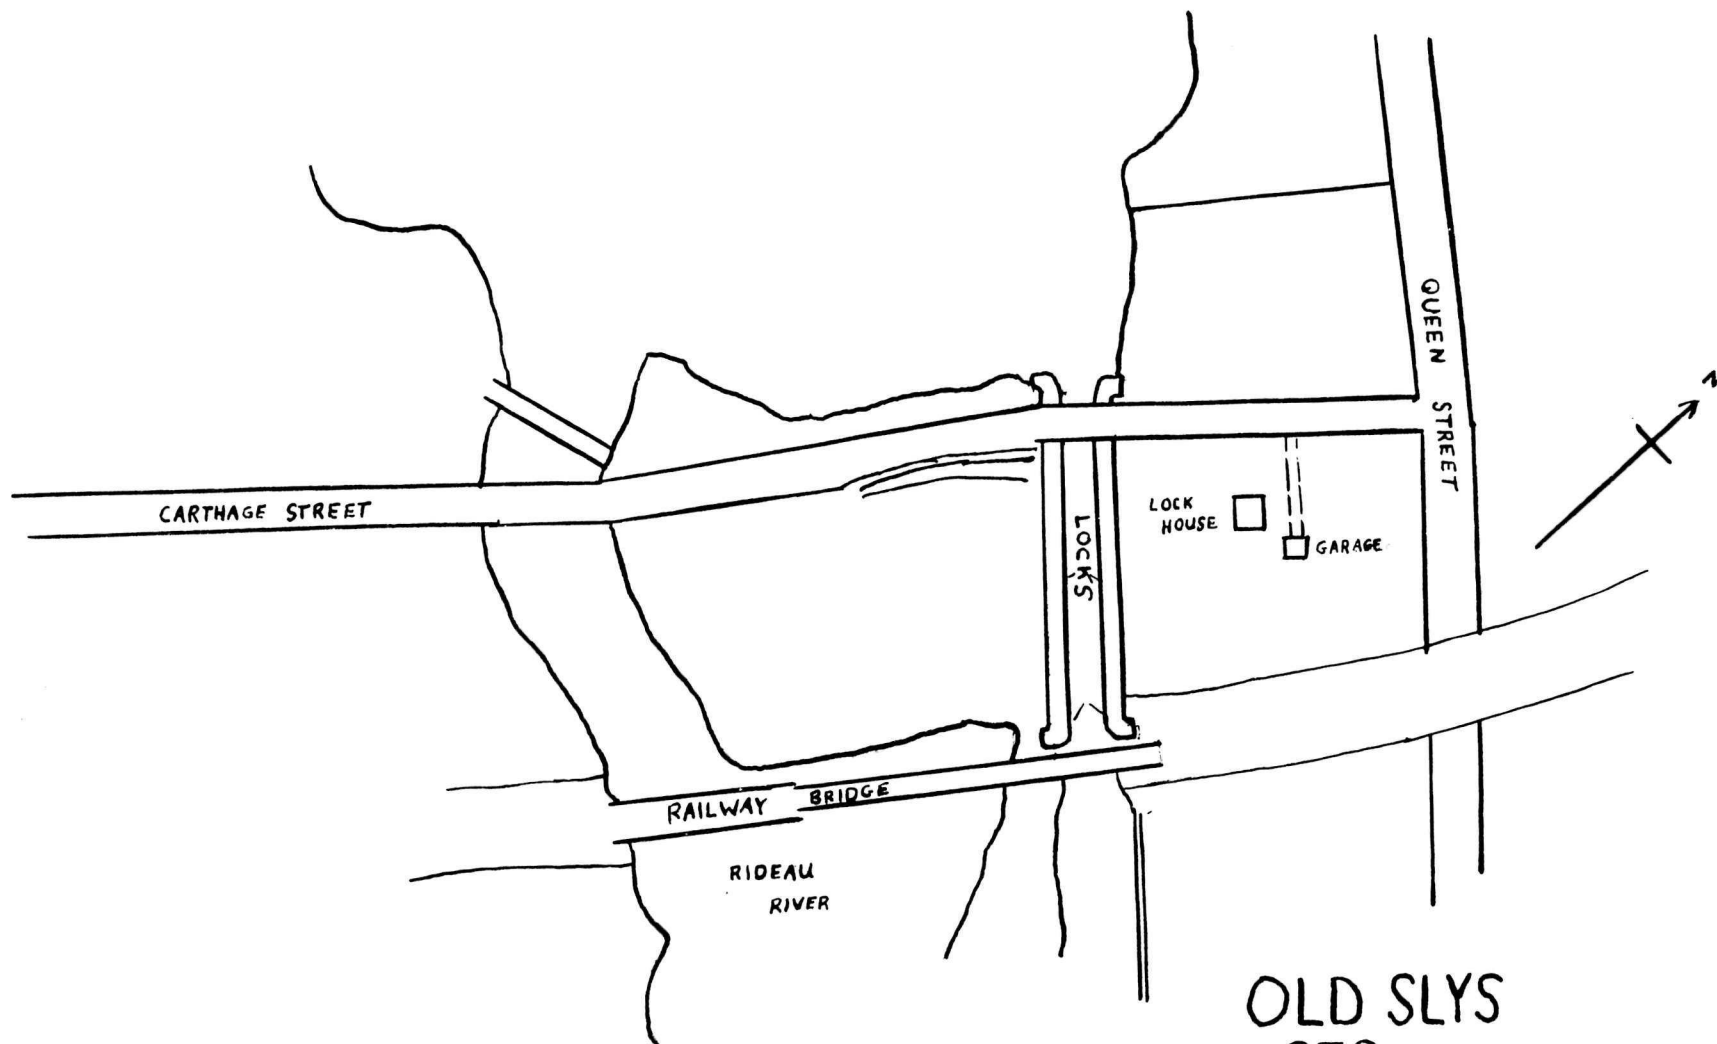 QUEEN STREET
CARTHAGE STREET
LOCK
HOUSE
LOCKS
GARAGE
RAILWAY BRIDGE
RIDEAU
RIVER
OLD SLYS